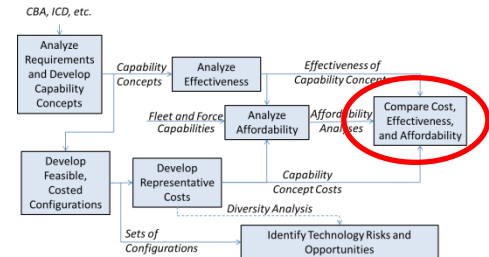 CBA, ICD, etc.
Analyze
Requirements
and Develop
Capability
Concepts
Capability
Concepts
Analyze
Effectiveness
Effectiveness of
Capability Concept
Fleet and Force
Capabilities
Analyze
Affordability
Affordability
Analyses
Compare Cost,
Effectiveness,
and Affordability
Develop
Feasible,
Costed
Configurations
Develop
Representative
Costs
Capability
Concept Costs
Diversity Analysis
Sets of
Configurations
Identify Technology Risks and
Opportunities